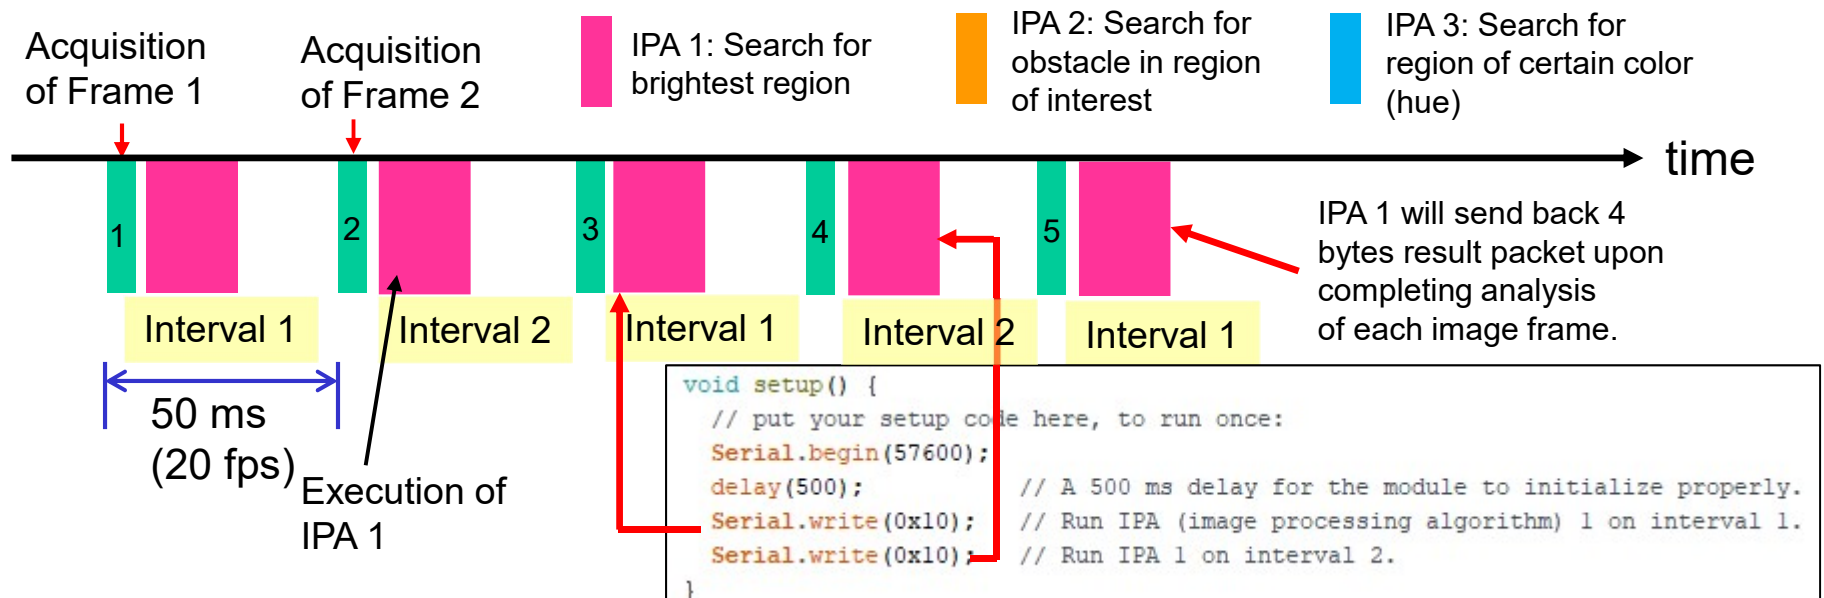 Acquisition
of Frame 1
Acquisition
of Frame 2
IPA 1: Search for
brightest region
IPA 2: Search for
obstacle in region
of interest
IPA 3: Search for
region of certain color
(hue)
time
1
2
3
4
5
Interval 1
Interval 2
Interval 1
Interval 2
Interval 1
IPA 1 will send back 4
bytes result packet upon
completing analysis
of each image frame.
50 ms
(20 fps)
Execution of
IPA 1
void setup() {
// put your setup code here, to run once:
Serial.begin(57600);
delay(500); // A 500 ms delay for the module to initialize properly.
Serial.write(0x10); // Run IPA (image processing algorithm) 1 on interval 1.
Serial.write(0x10); // Run IPA 1 on interval 2.
}